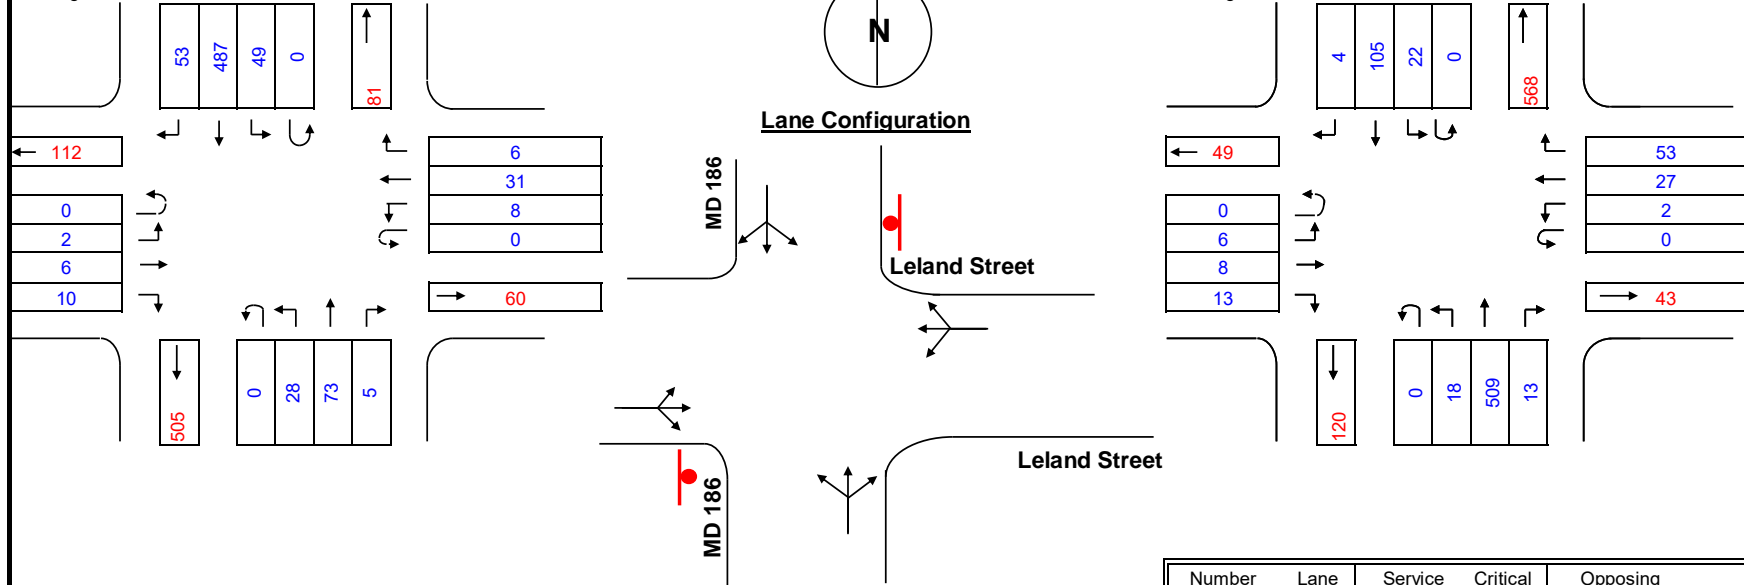 53 487 49 0 81
N
4 105 22 0 568
Lane Configuration
112
6
31
8
0
0
2
6
10
60
MD 186
Leland Street
49
53
27
2
0
0
6
8
13
43
505
0 28 73 5
Leland Street
MD 186
120
0 18 509 13
Number Lane Service Critical Opposing